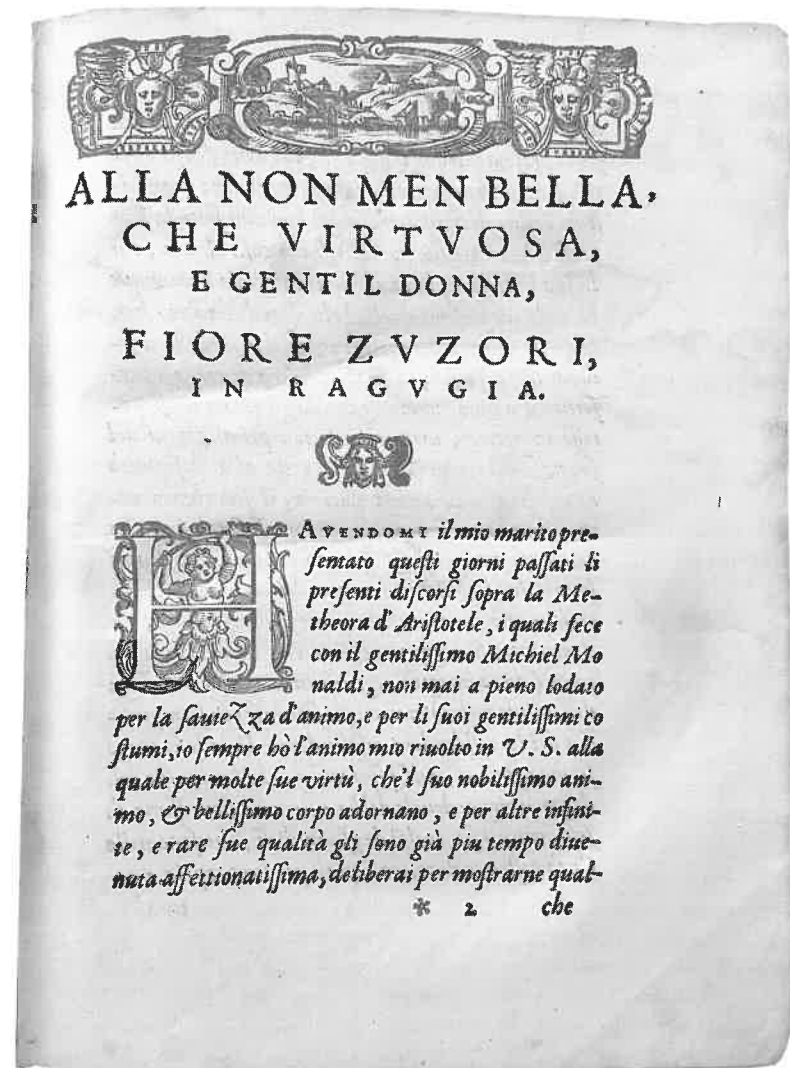 ALLA NON MEN BELLA,
CHE VIRTVOSA,
E GENTIL DONNA,
FIORE ZVZORI,
IN RAGVGIA.
HAVENDOMI il mio marito pre-
ſentato queſti giorni paſſati li
preſenti diſcorſi ſopra la Me-
theora d'Ariſtotele, i quali fece
con il gentiliſſimo Michiel Mo
naldi, non mai a pieno lodato
per la ſauiezza d'animo, e per li ſuoi gentiliſſimi co
ſtumi, io ſempre hò l'animo mio riuolto in V. S. alla
quale per molte ſue virtù, che'l ſuo nobiliſſimo ani-
mo, & belliſſimo corpo adornano, e per altre infini-
te, e rare ſue qualità gli ſono già piu tempo diue-
nuta affettionatiſſima, deliberai per moſtrarne qual-
* 2 che